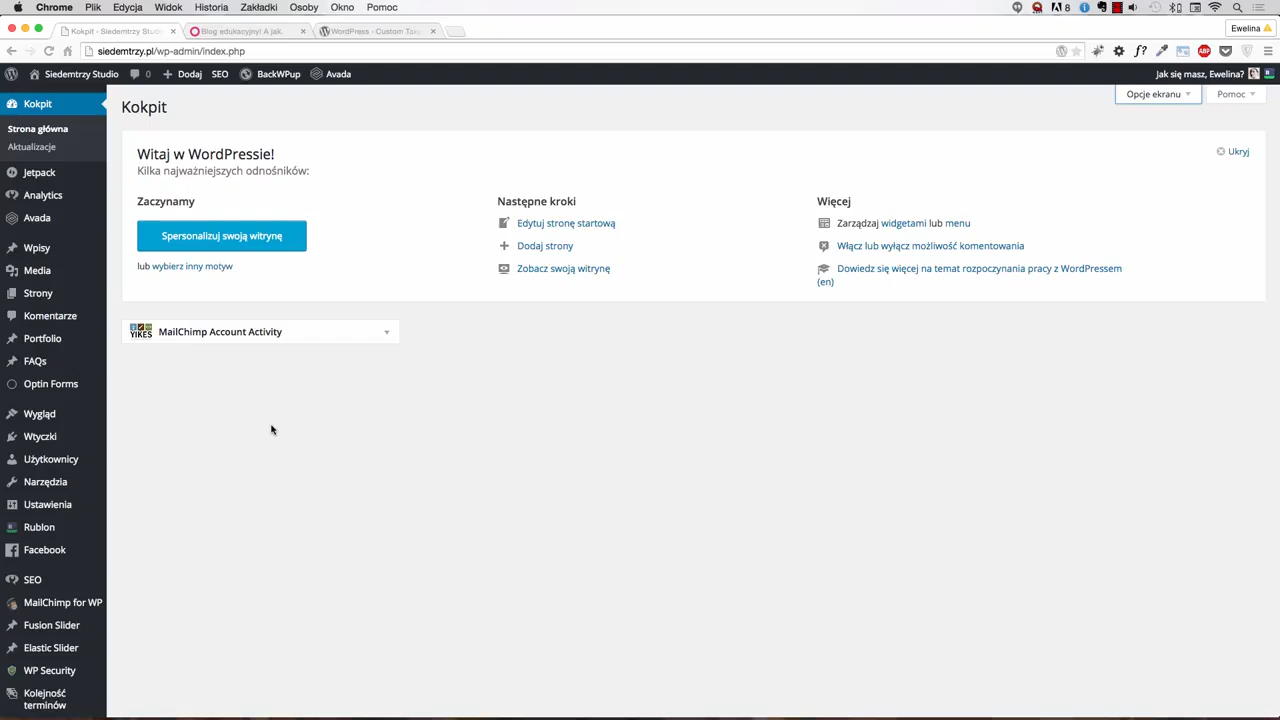 Chrome Plik Edycja Widok Historia Zakładki Osoby Okno Pomoc 8
Kokpit - Siedemtrzy Studio Blog edukacyjny! A jak. WordPress - Custom Tax Ewelina
siedemtrzy.pl/wp-admin/index.php
Siedemtrzy Studio 0 Dodaj SEO BackWPup Avada Jak się masz, Ewelina?
Kokpit
Strona główna
Aktualizacje
Jetpack
Analytics
Avada
Wpisy
Media
Strony
Komentarze
Portfolio
FAQs
Optin Forms
Wygląd
Wtyczki
Użytkownicy
Narzędzia
Ustawienia
Rublon
Facebook
SEO
MailChimp for WP
Fusion Slider
Elastic Slider
WP Security
Kolejność
terminów
Opcje ekranu Pomoc
Kokpit
Witaj w WordPressie! Ukryj
Kilka najważniejszych odnośników:
Zaczynamy
Spersonalizuj swoją witrynę
lub wybierz inny motyw
Następne kroki
Edytuj stronę startową
Dodaj strony
Zobacz swoją witrynę
Więcej
Zarządzaj widgetami lub menu
Włącz lub wyłącz możliwość komentowania
Dowiedz się więcej na temat rozpoczynania pracy z WordPressem
(en)
YIKES MailChimp Account Activity